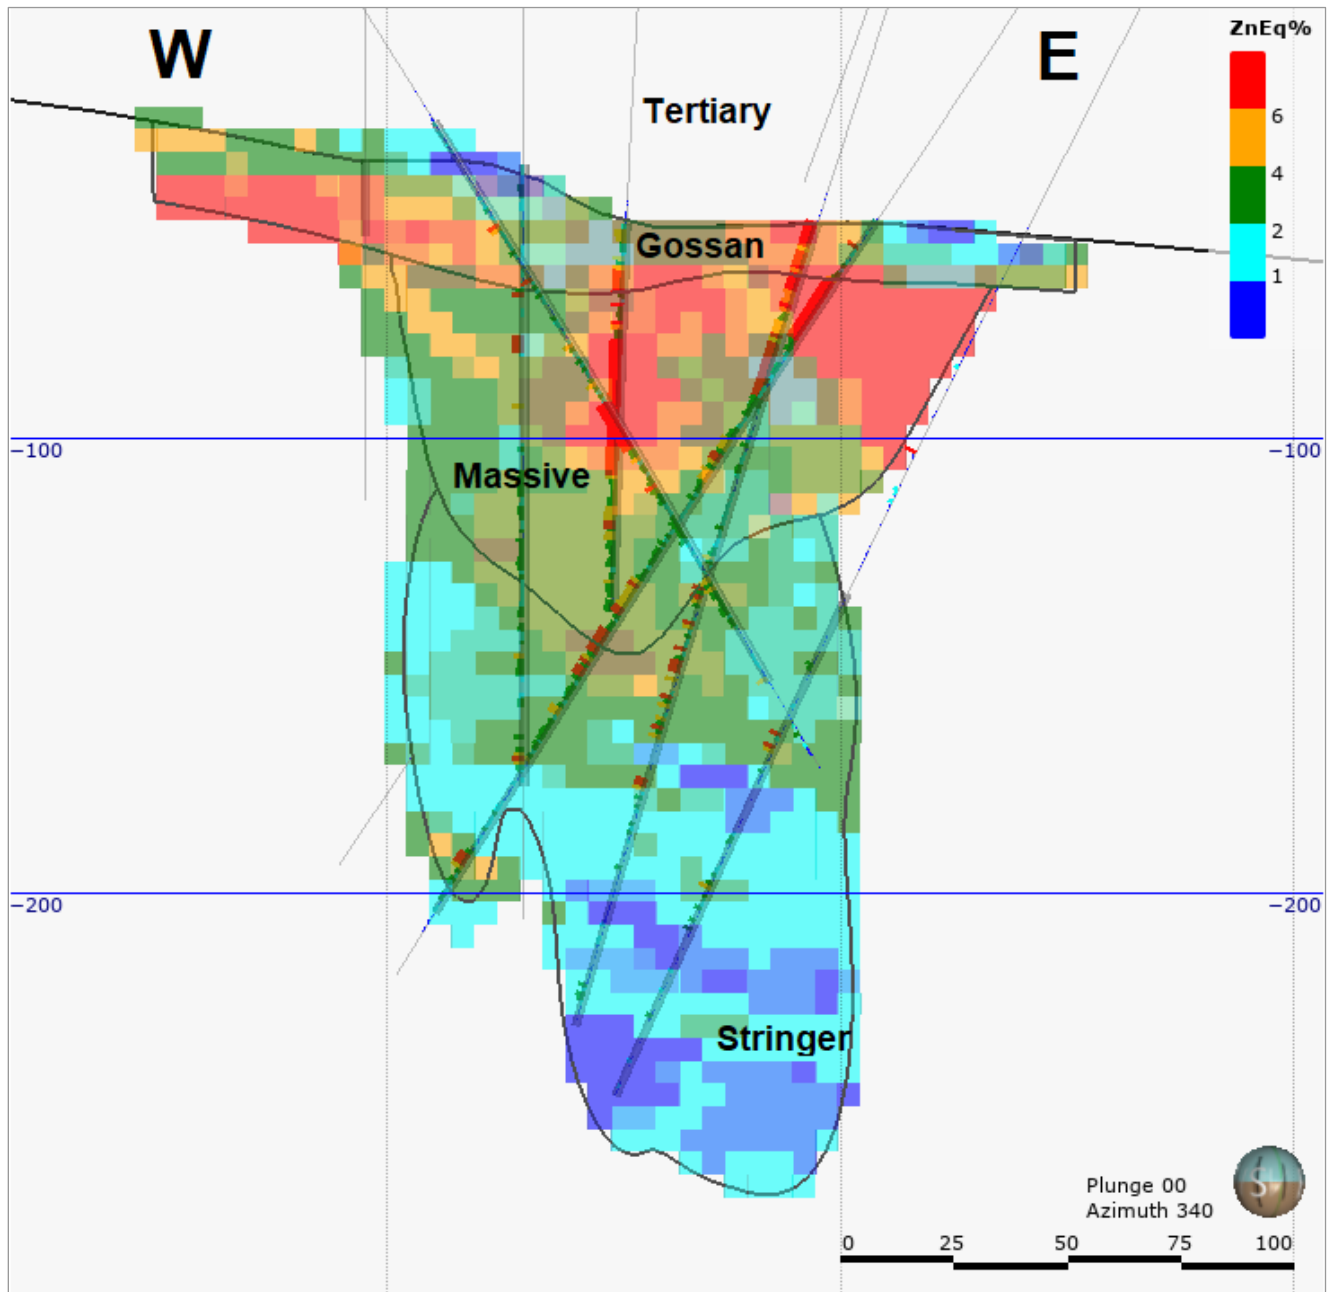 W
E
ZnEq%
6
4
2
1
Tertiary
Gossan
−100
−100
Massive
−200
−200
Stringer
S
Plunge 00
Azimuth 340
0 25 50 75 100